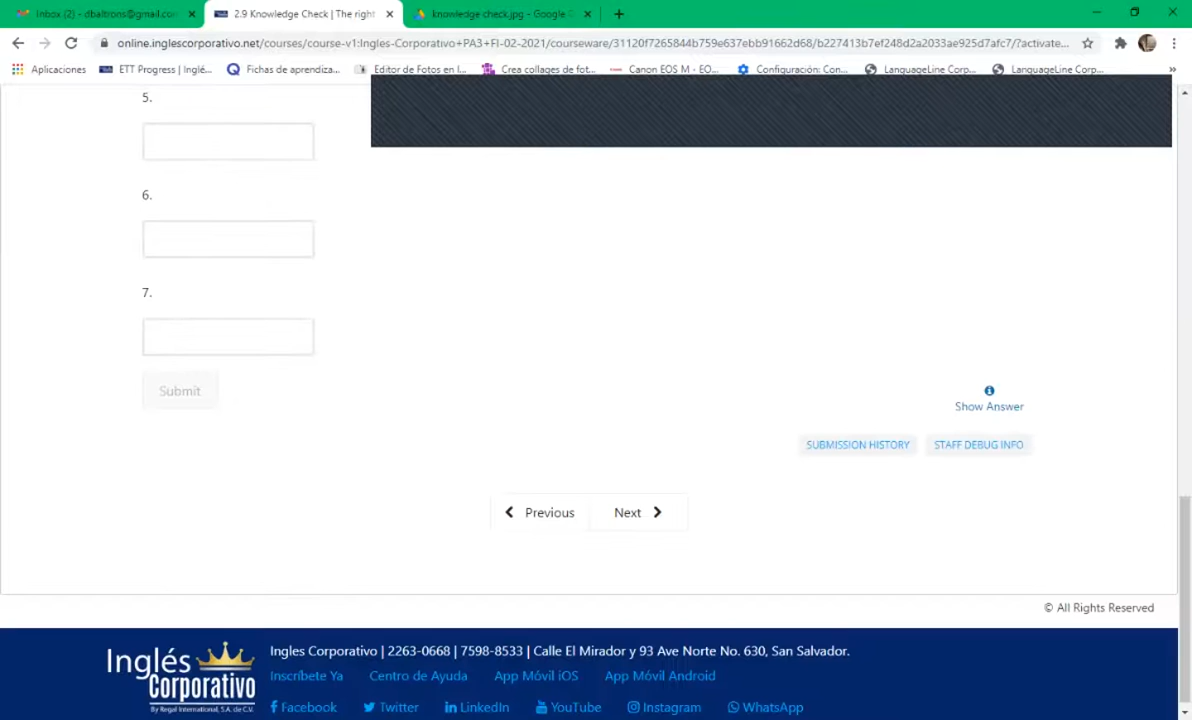 Inbox (2) - dbaltrons@gmail.con
2.9 Knowledge Check | The right
knowledge check.jpg - Google
online.inglescorporativo.net/courses/course-v1:Ingles-Corporativo+PA3+FI-02-2021/courseware/31120f7265844b759e637ebb91662d68/b227413b7ef248d2a2033ae925d7afc7/?activate...
Aplicaciones
ETT Progress | Inglé...
Fichas de aprendiza...
Editor de Fotos en l...
Crea collages de fot...
Canon EOS M - EO...
Configuración: Con...
LanguageLine Corp...
LanguageLine Corp...
»
5.
6.
7.
Submit
Show Answer
SUBMISSION HISTORY
STAFF DEBUG INFO
Previous
Next
© All Rights Reserved
Inglés Corporativo
By Regal International, S.A. de C.V.
Ingles Corporativo | 2263-0668 | 7598-8533 | Calle El Mirador y 93 Ave Norte No. 630, San Salvador.
Inscríbete Ya
Centro de Ayuda
App Móvil iOS
App Móvil Android
Facebook
Twitter
LinkedIn
YouTube
Instagram
WhatsApp